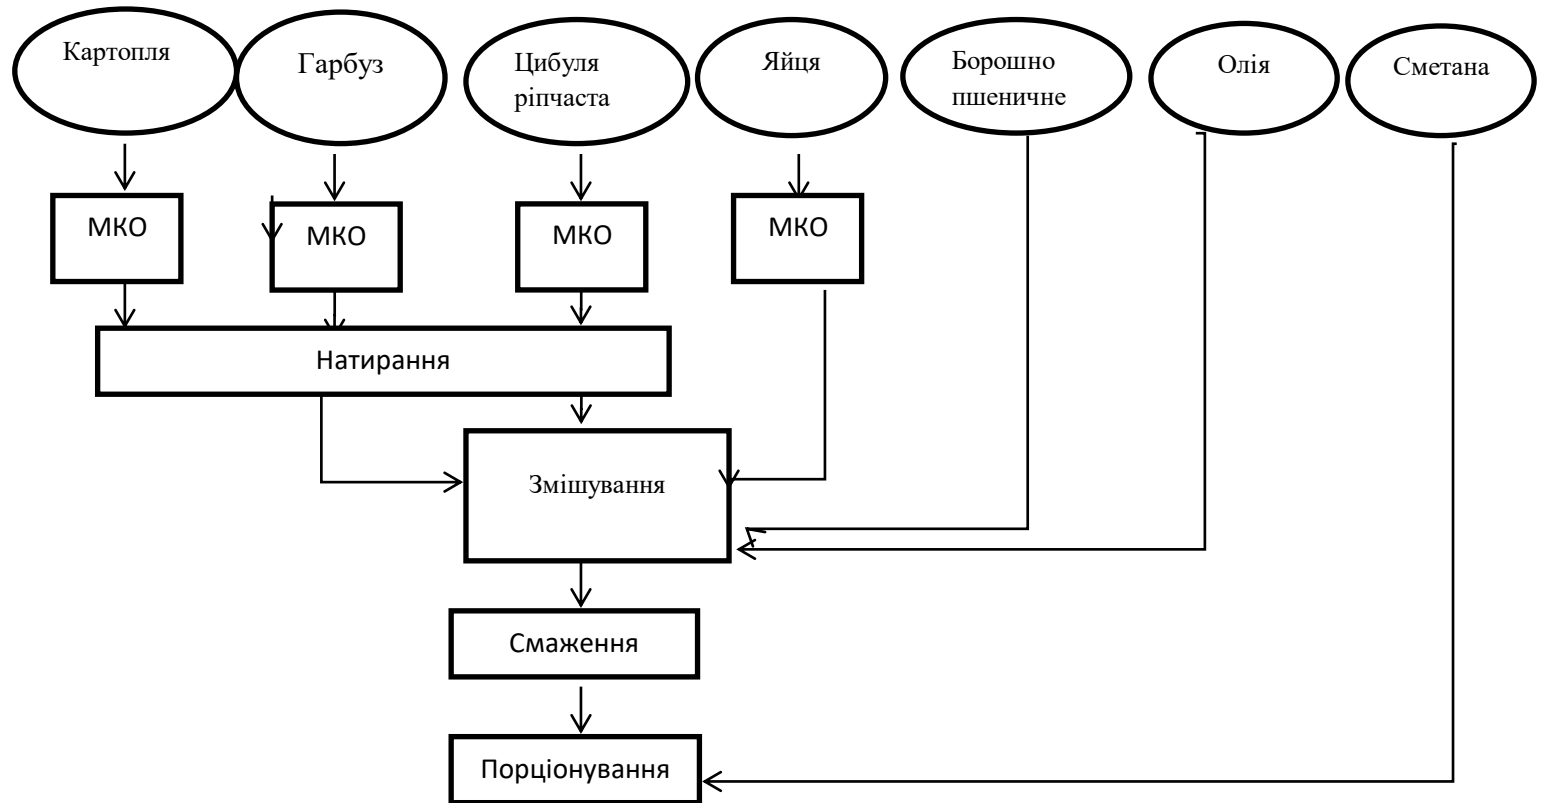 Картопля
Гарбуз
Цибуля
ріпчаста
Яйця
Борошно
пшеничне
Олія
Сметана
МКО
МКО
МКО
МКО
Натирання
Змішування
Смаження
Порціонування